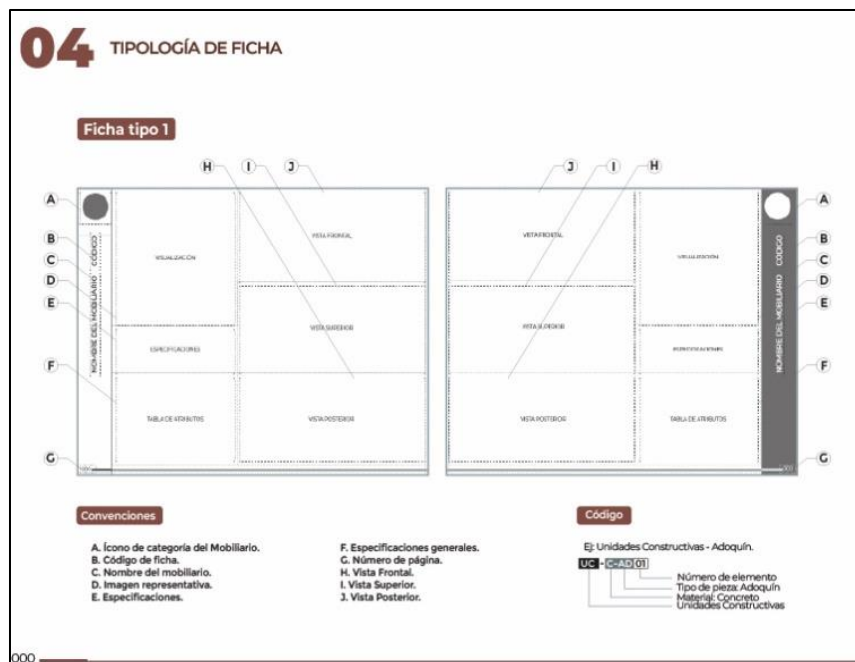 04 TIPOLOGÍA DE FICHA
Ficha tipo 1
H I J
J I H
A
B
C
D
E
F
G
CÓDIGO
NOMBRE DEL MOBILIARIO
VISUALIZACIÓN
ESPECIFICACIONES
TABLA DE ATRIBUTOS
VISTA FRONTAL
VISTA SUPERIOR
VISTA POSTERIOR
VISTA FRONTAL
VISTA SUPERIOR
VISTA POSTERIOR
VISUALIZACIÓN
ESPECIFICACIONES
TABLA DE ATRIBUTOS
CÓDIGO
NOMBRE DEL MOBILIARIO
A
B
C
D
E
F
G
Convenciones
A. Ícono de categoría del Mobiliario.
B. Código de ficha.
C. Nombre del mobiliario.
D. Imagen representativa.
E. Especificaciones.
F. Especificaciones generales.
G. Número de página.
H. Vista Frontal.
I. Vista Superior.
J. Vista Posterior.
Código
Ej: Unidades Constructivas - Adoquín.
UC - C-AD 01
Número de elemento
Tipo de pieza: Adoquín
Material: Concreto
Unidades Constructivas
000